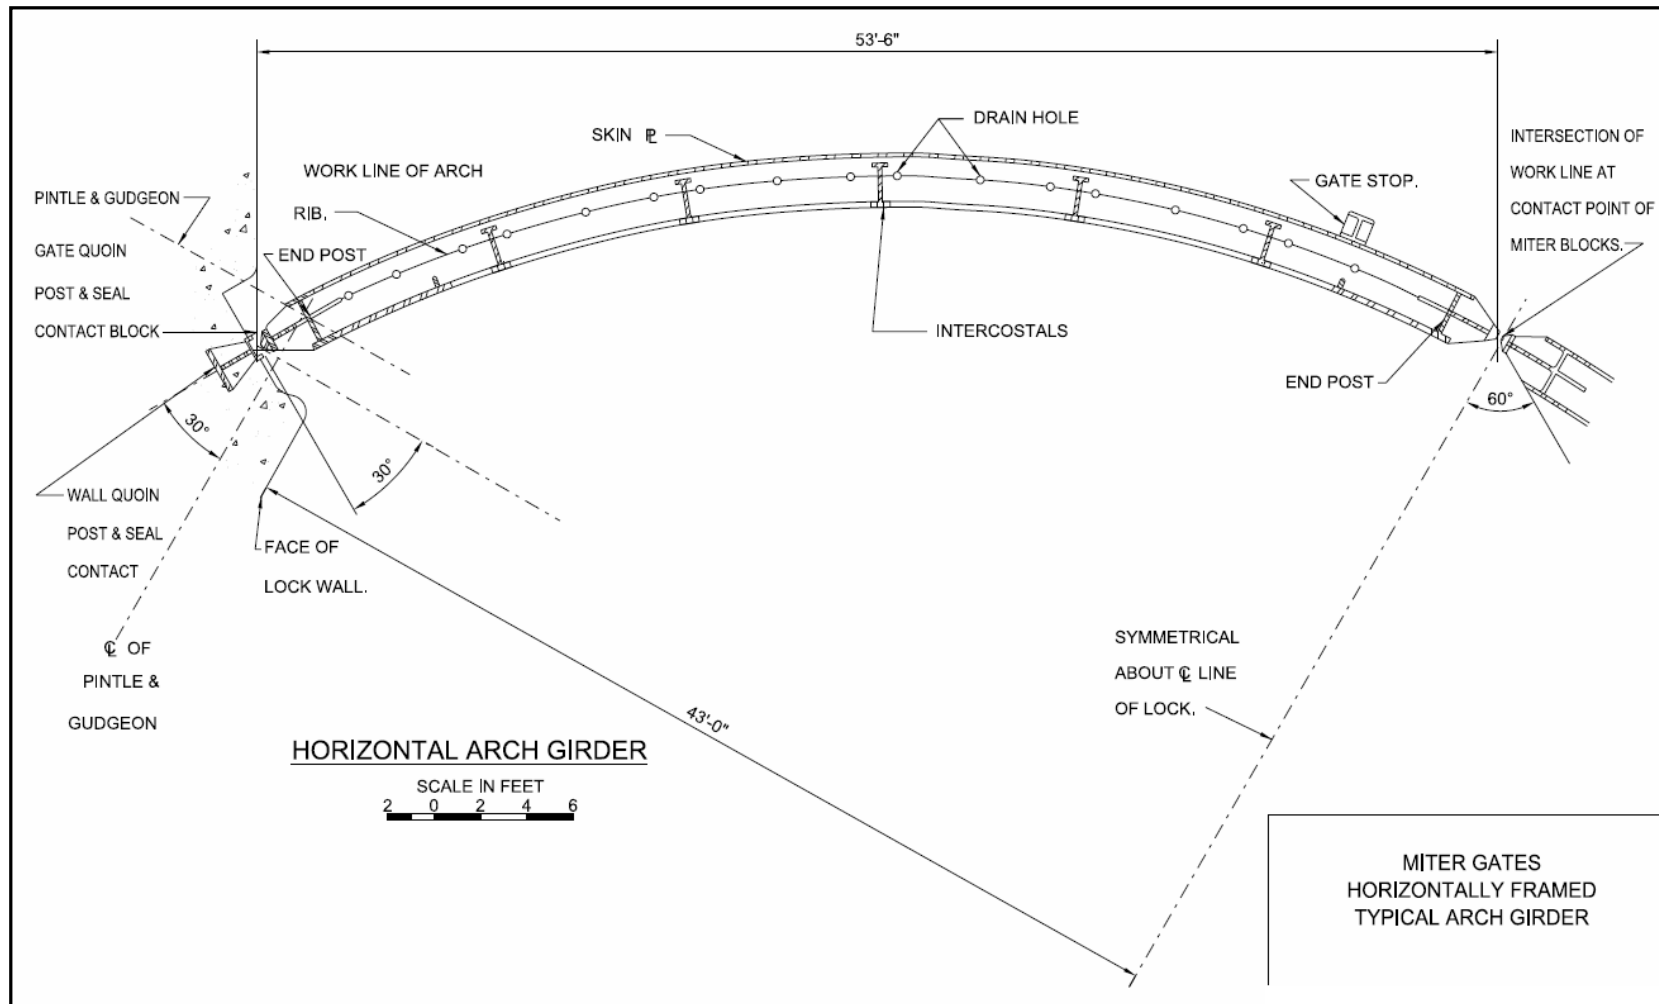 53'-6"
DRAIN HOLE
SKIN ⅊
INTERSECTION OF
WORK LINE AT
CONTACT POINT OF
MITER BLOCKS.
WORK LINE OF ARCH
GATE STOP.
PINTLE & GUDGEON
RIB.
GATE QUOIN
POST & SEAL
CONTACT BLOCK
END POST
INTERCOSTALS
END POST
60°
30°
30°
WALL QUOIN
POST & SEAL
CONTACT
FACE OF
LOCK WALL.
℄ OF
PINTLE &
GUDGEON
SYMMETRICAL
ABOUT ℄ LINE
OF LOCK.
43'-0"
HORIZONTAL ARCH GIRDER
SCALE IN FEET
2 0 2 4 6
MITER GATES
HORIZONTALLY FRAMED
TYPICAL ARCH GIRDER